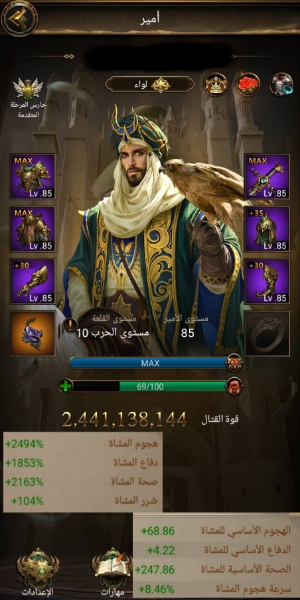 أمير
لواء
حارس المرحلة
المتقدمة
MAX
Lv.85
MAX
Lv.85
Lv.85
+35
Lv.85
+30
Lv.85
+30
Lv.85
مستوى القلعة
مستوى الحرب 10
مستوى الأمير
85
MAX
69/100
قوة القتال 2,441,138,144
هجوم المشاة +2494%
دفاع المشاة +1853%
صحة المشاة +2163%
ضرر المشاة +104%
الهجوم الأساسي للمشاة +68.86
الدفاع الأساسي للمشاة +4.22
الصحة الأساسية للمشاة +247.86
سرعة هجوم المشاة +8.46%
الإعدادات
مهارات